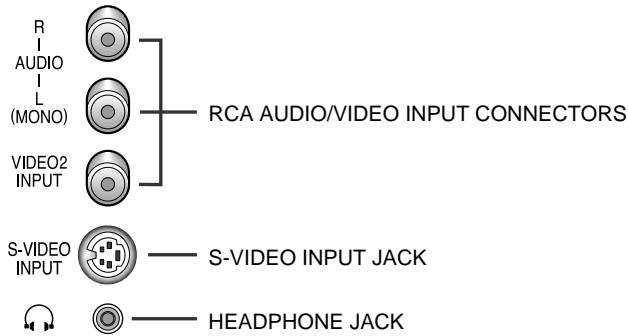 R
AUDIO
L
(MONO)
RCA AUDIO/VIDEO INPUT CONNECTORS
VIDEO2
INPUT
S-VIDEO
INPUT
S-VIDEO INPUT JACK
HEADPHONE JACK